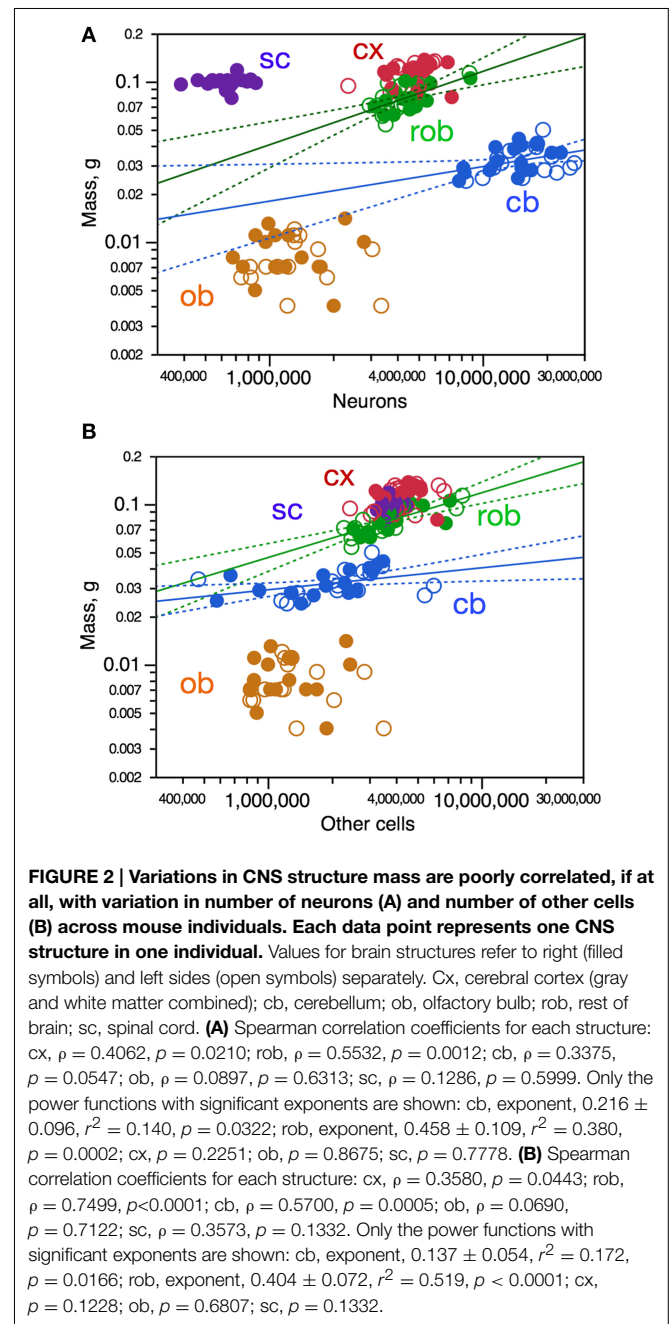 A
0.2
0.1
0.07
0.05
0.03
0.02
0.01
0.007
0.005
0.003
0.002
Mass, g
sc
cx
rob
cb
ob
400,000
1,000,000
4,000,000
10,000,000
30,000,000
Neurons
B
0.2
0.1
0.07
0.05
0.03
0.02
0.01
0.007
0.005
0.003
0.002
Mass, g
cx
sc
rob
cb
ob
400,000
1,000,000
4,000,000
10,000,000
30,000,000
Other cells
FIGURE 2 | Variations in CNS structure mass are poorly correlated, if at
all, with variation in number of neurons (A) and number of other cells
(B) across mouse individuals. Each data point represents one CNS
structure in one individual. Values for brain structures refer to right (filled
symbols) and left sides (open symbols) separately. Cx, cerebral cortex (gray
and white matter combined); cb, cerebellum; ob, olfactory bulb; rob, rest of
brain; sc, spinal cord. (A) Spearman correlation coefficients for each structure:
cx, ρ = 0.4062, p = 0.0210; rob, ρ = 0.5532, p = 0.0012; cb, ρ = 0.3375,
p = 0.0547; ob, ρ = 0.0897, p = 0.6313; sc, ρ = 0.1286, p = 0.5999. Only the
power functions with significant exponents are shown: cb, exponent, 0.216 ±
0.096, r² = 0.140, p = 0.0322; rob, exponent, 0.458 ± 0.109, r² = 0.380,
p = 0.0002; cx, p = 0.2251; ob, p = 0.8675; sc, p = 0.7778. (B) Spearman
correlation coefficients for each structure: cx, ρ = 0.3580, p = 0.0443; rob,
ρ = 0.7499, p<0.0001; cb, ρ = 0.5700, p = 0.0005; ob, ρ = 0.0690,
p = 0.7122; sc, ρ = 0.3573, p = 0.1332. Only the power functions with
significant exponents are shown: cb, exponent, 0.137 ± 0.054, r² = 0.172,
p = 0.0166; rob, exponent, 0.404 ± 0.072, r² = 0.519, p < 0.0001; cx,
p = 0.1228; ob, p = 0.6807; sc, p = 0.1332.